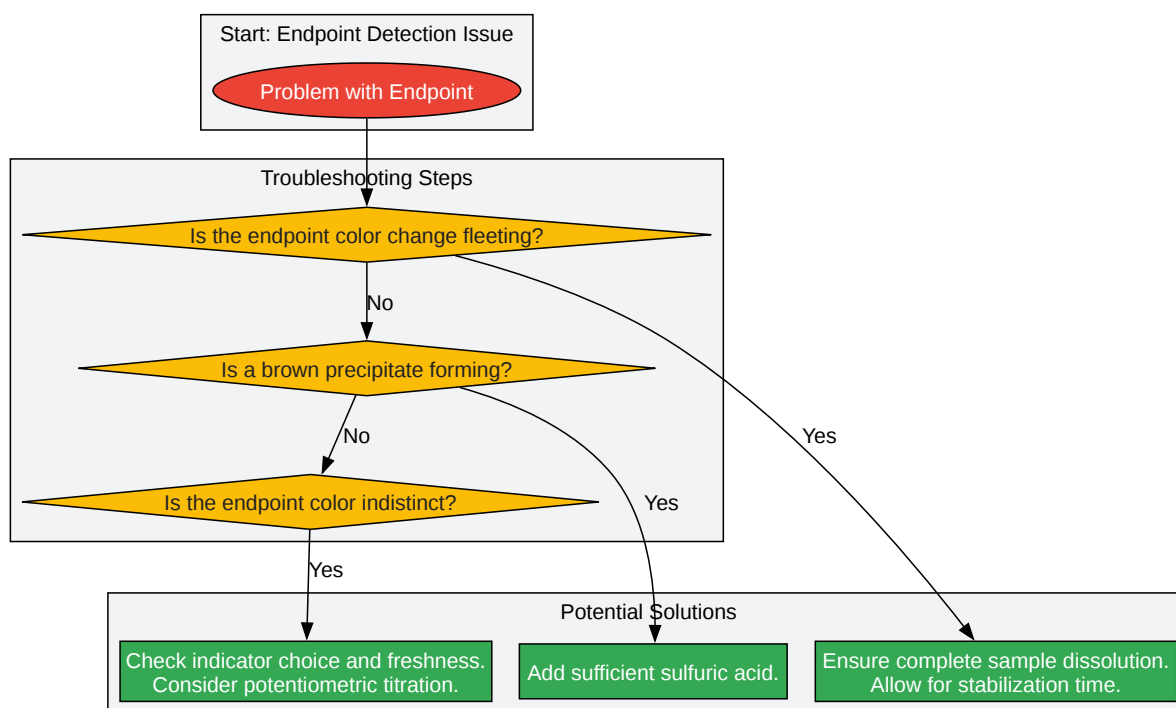 Start: Endpoint Detection Issue
Problem with Endpoint
Troubleshooting Steps
Is the endpoint color change fleeting?
No
Is a brown precipitate forming?
Yes
No
Is the endpoint color indistinct?
Yes
Yes
Potential Solutions
Check indicator choice and freshness.
Consider potentiometric titration.
Add sufficient sulfuric acid.
Ensure complete sample dissolution.
Allow for stabilization time.